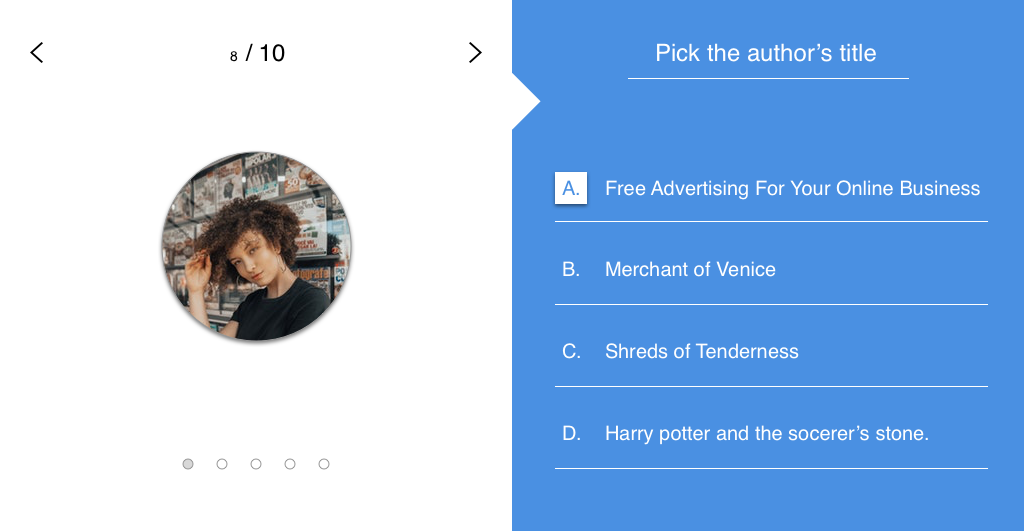 8 / 10
Pick the author’s title
A. Free Advertising For Your Online Business
B. Merchant of Venice
C. Shreds of Tenderness
D. Harry potter and the socerer’s stone.